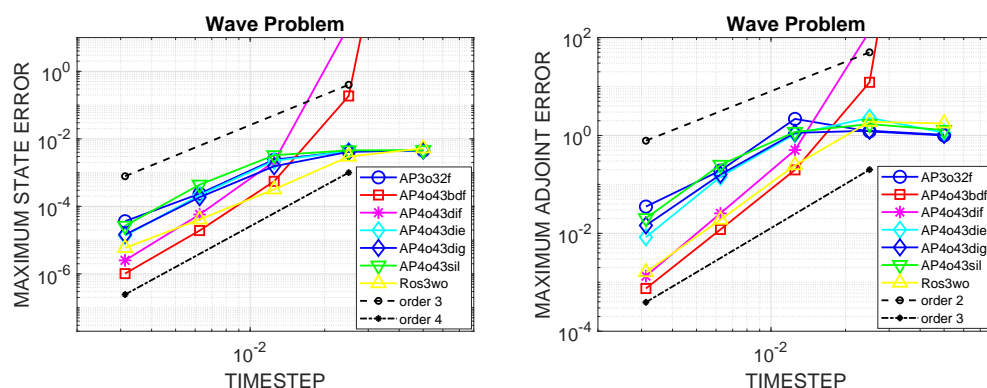 Wave Problem
MAXIMUM STATE ERROR
10^0
10^-2
10^-4
10^-6
10^-2
TIMESTEP
AP3o32f
AP4o43bdf
AP4o43dif
AP4o43die
AP4o43dig
AP4o43sil
Ros3wo
order 3
order 4
Wave Problem
MAXIMUM ADJOINT ERROR
10^2
10^0
10^-2
10^-4
10^-2
TIMESTEP
AP3o32f
AP4o43bdf
AP4o43dif
AP4o43die
AP4o43dig
AP4o43sil
Ros3wo
order 2
order 3